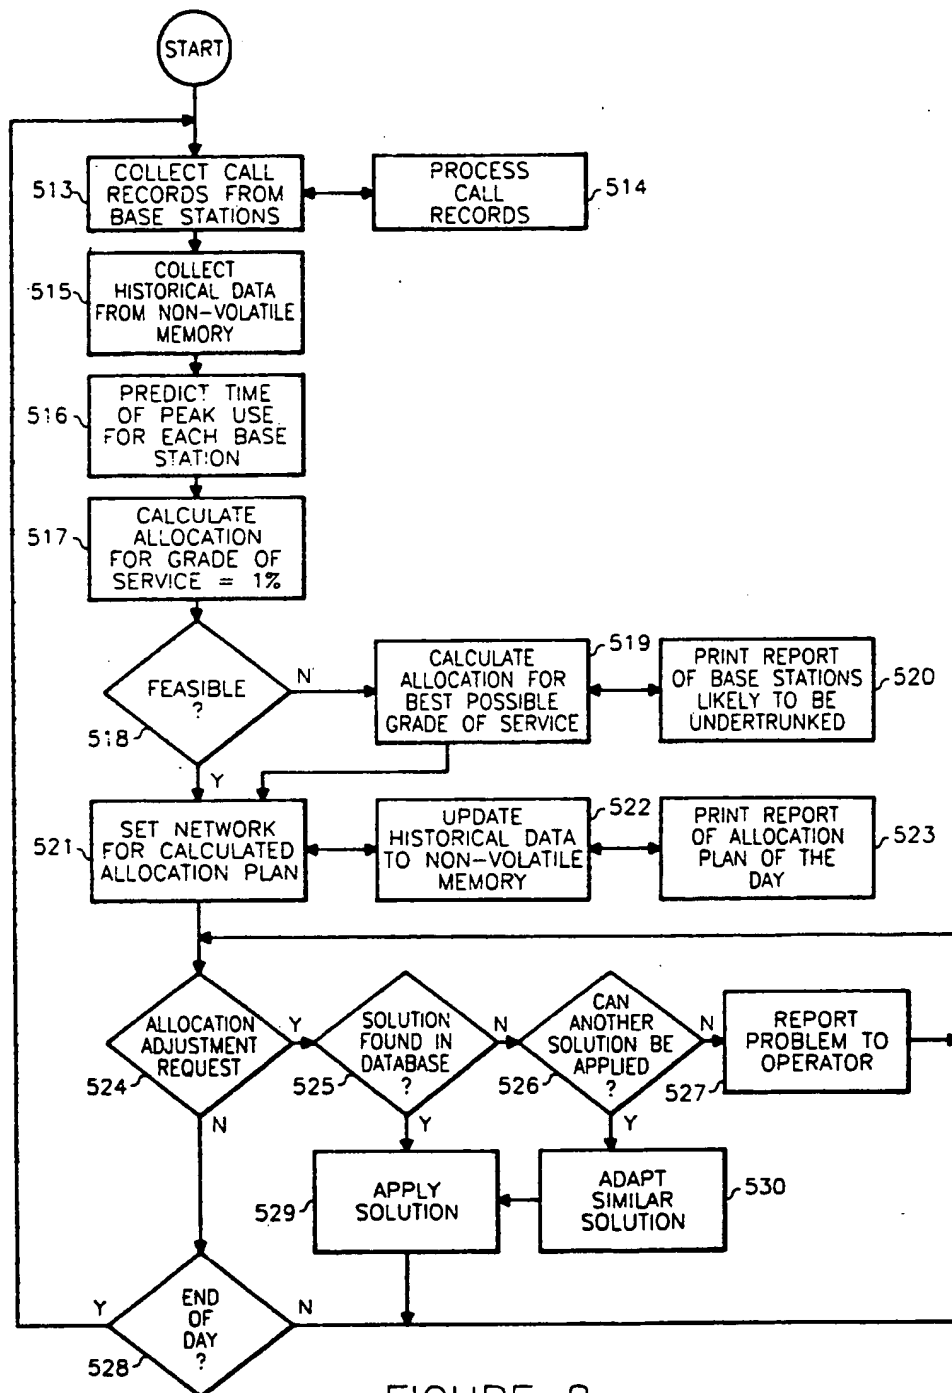 START
513
COLLECT CALL
RECORDS FROM
BASE STATIONS
PROCESS
CALL
RECORDS
514
515
COLLECT
HISTORICAL DATA
FROM NON-VOLATILE
MEMORY
516
PREDICT TIME
OF PEAK USE
FOR EACH BASE
STATION
517
CALCULATE
ALLOCATION
FOR GRADE OF
SERVICE = 1%
FEASIBLE
?
518
N
Y
CALCULATE
ALLOCATION FOR
BEST POSSIBLE
GRADE OF SERVICE
519
PRINT REPORT
OF BASE STATIONS
LIKELY TO BE
UNDERTRUNKED
520
521
SET NETWORK
FOR CALCULATED
ALLOCATION PLAN
UPDATE
HISTORICAL DATA
TO NON-VOLATILE
MEMORY
522
PRINT REPORT
OF ALLOCATION
PLAN OF THE
DAY
523
ALLOCATION
ADJUSTMENT
REQUEST
524
Y
N
SOLUTION
FOUND IN
DATABASE
?
525
N
Y
CAN
ANOTHER
SOLUTION BE
APPLIED
?
526
N
Y
REPORT
PROBLEM TO
OPERATOR
527
529
APPLY
SOLUTION
ADAPT
SIMILAR
SOLUTION
530
Y
END
OF
DAY
?
N
528